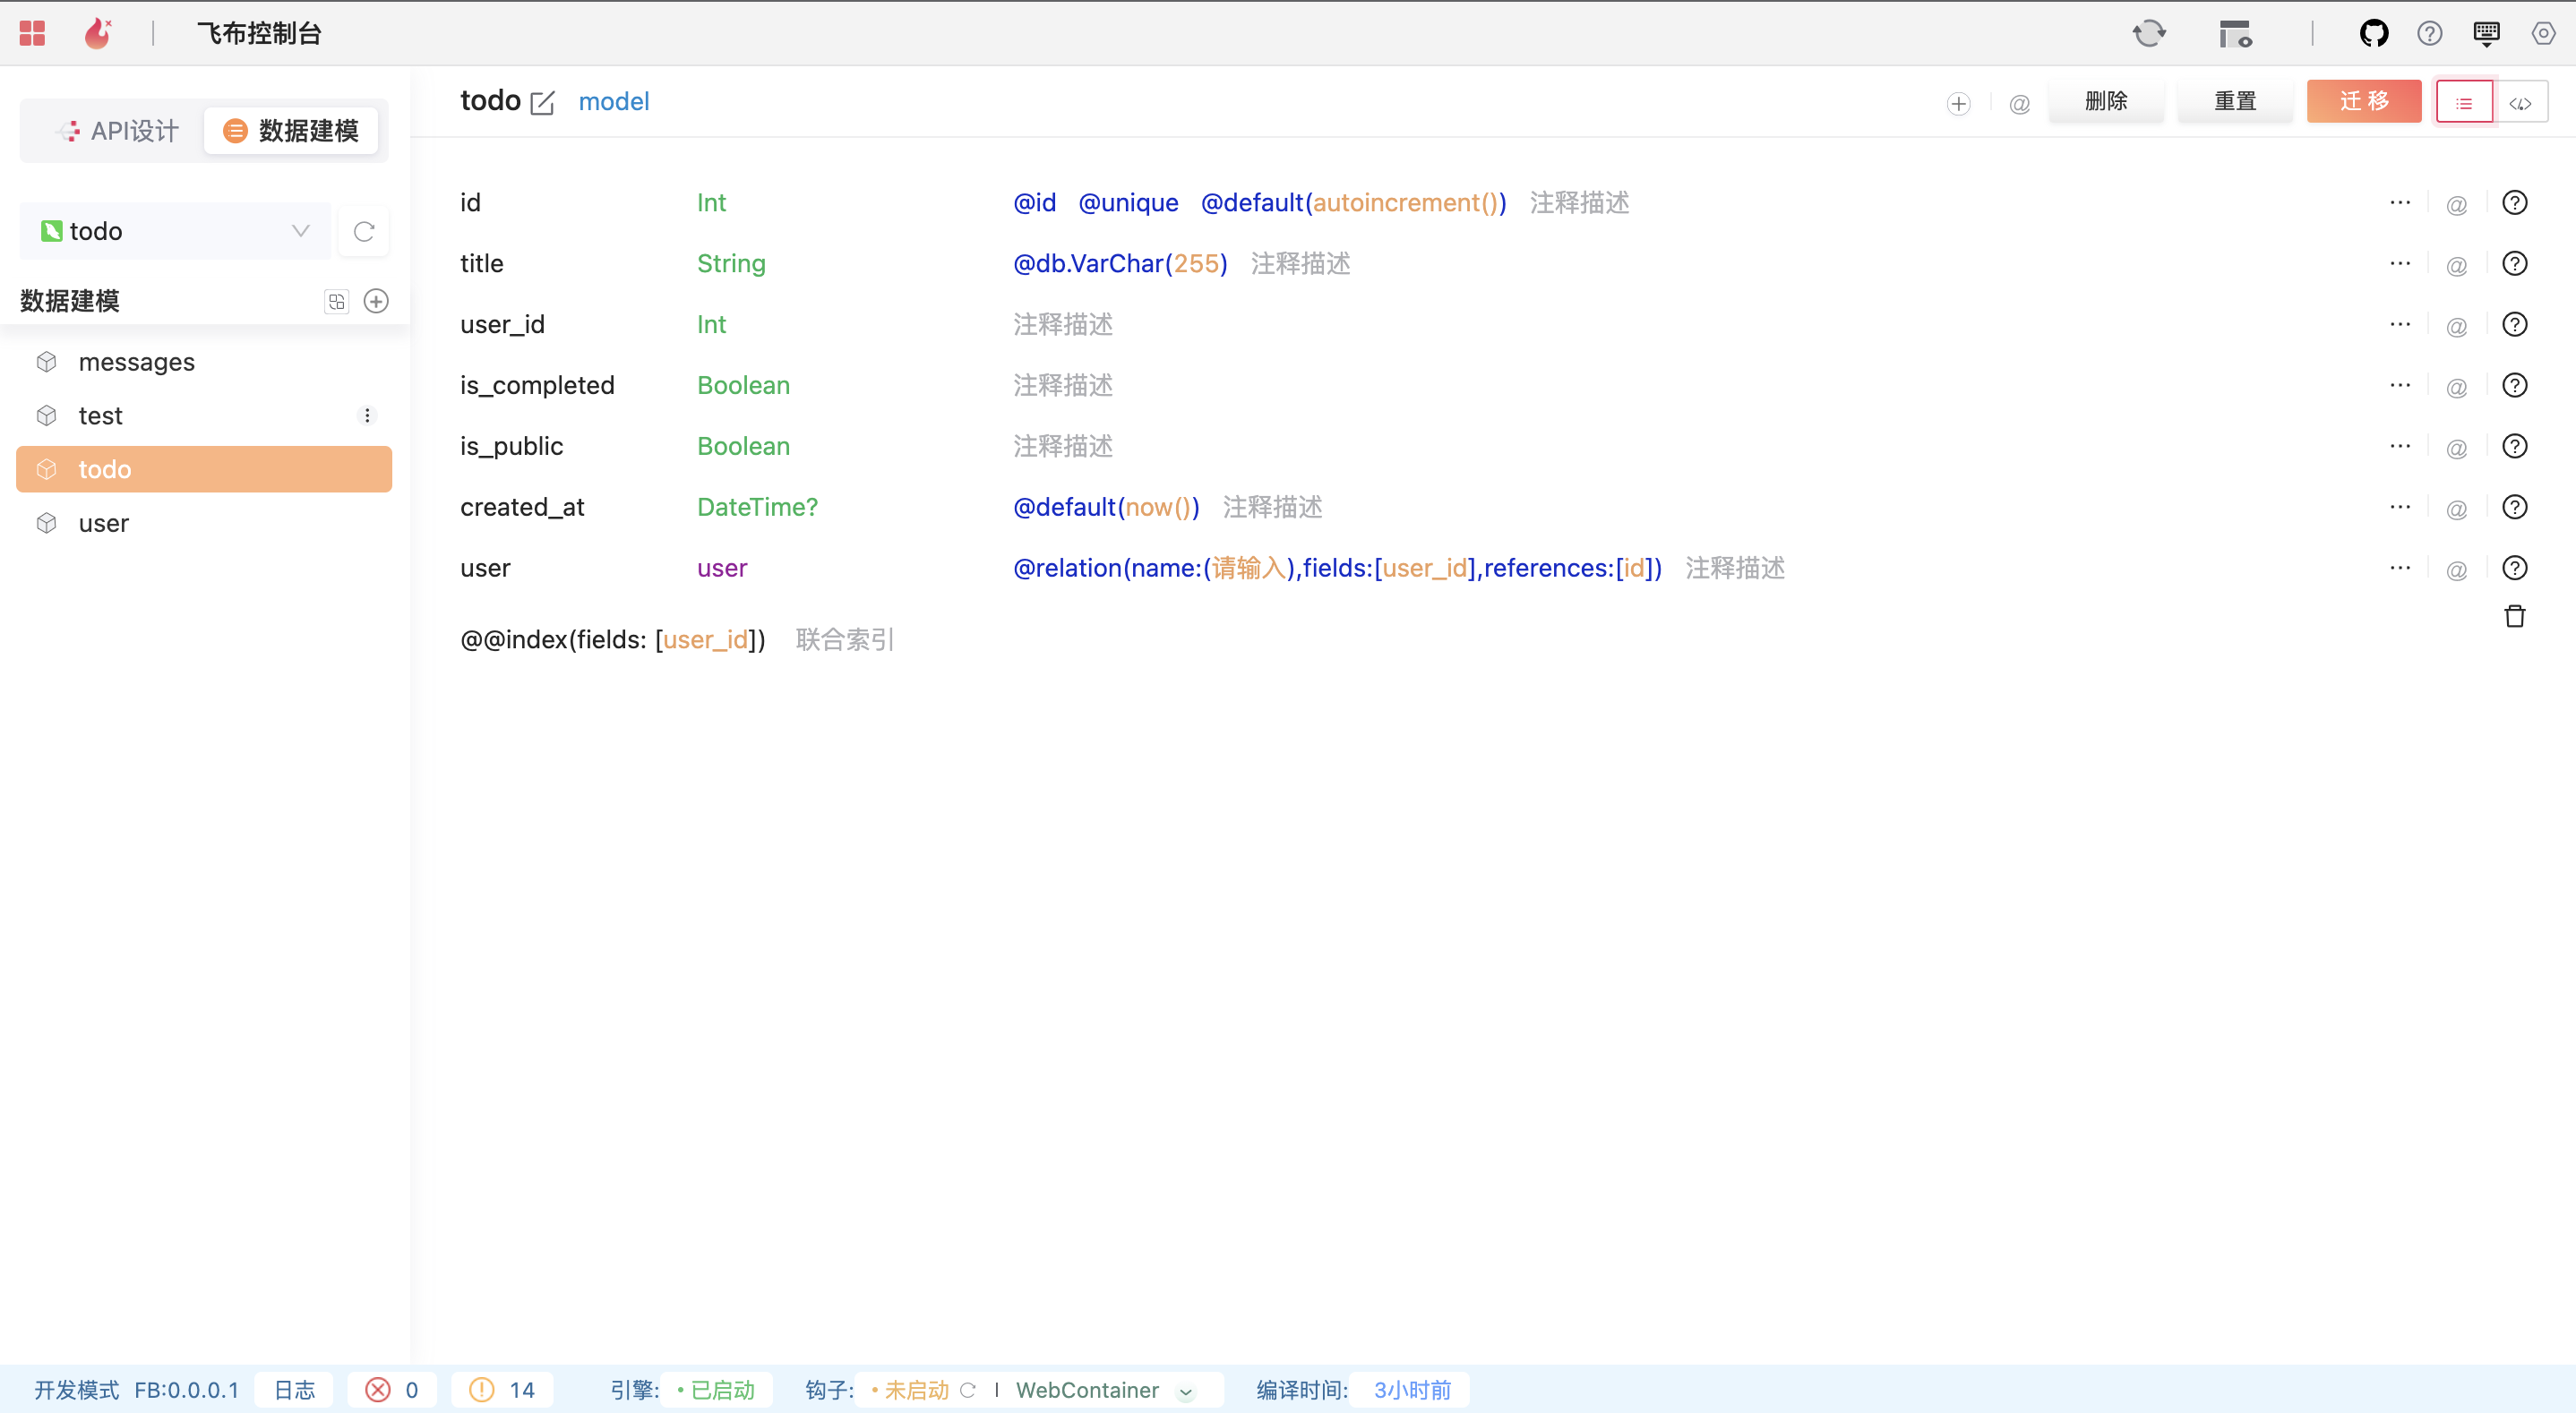 飞布控制台
API设计 数据建模
todo
数据建模
messages
test
todo
user
todo model @ 删除 重置 迁移
id Int @id @unique @default(autoincrement()) 注释描述 ... @
title String @db.VarChar(255) 注释描述 ... @
user_id Int 注释描述 ... @
is_completed Boolean 注释描述 ... @
is_public Boolean 注释描述 ... @
created_at DateTime? @default(now()) 注释描述 ... @
user user @relation(name:(请输入),fields:[user_id],references:[id]) 注释描述 ... @
@@index(fields: [user_id]) 联合索引
开发模式 FB:0.0.0.1 日志 0 14 引擎: • 已启动 钩子: • 未启动 | WebContainer 编译时间: 3小时前